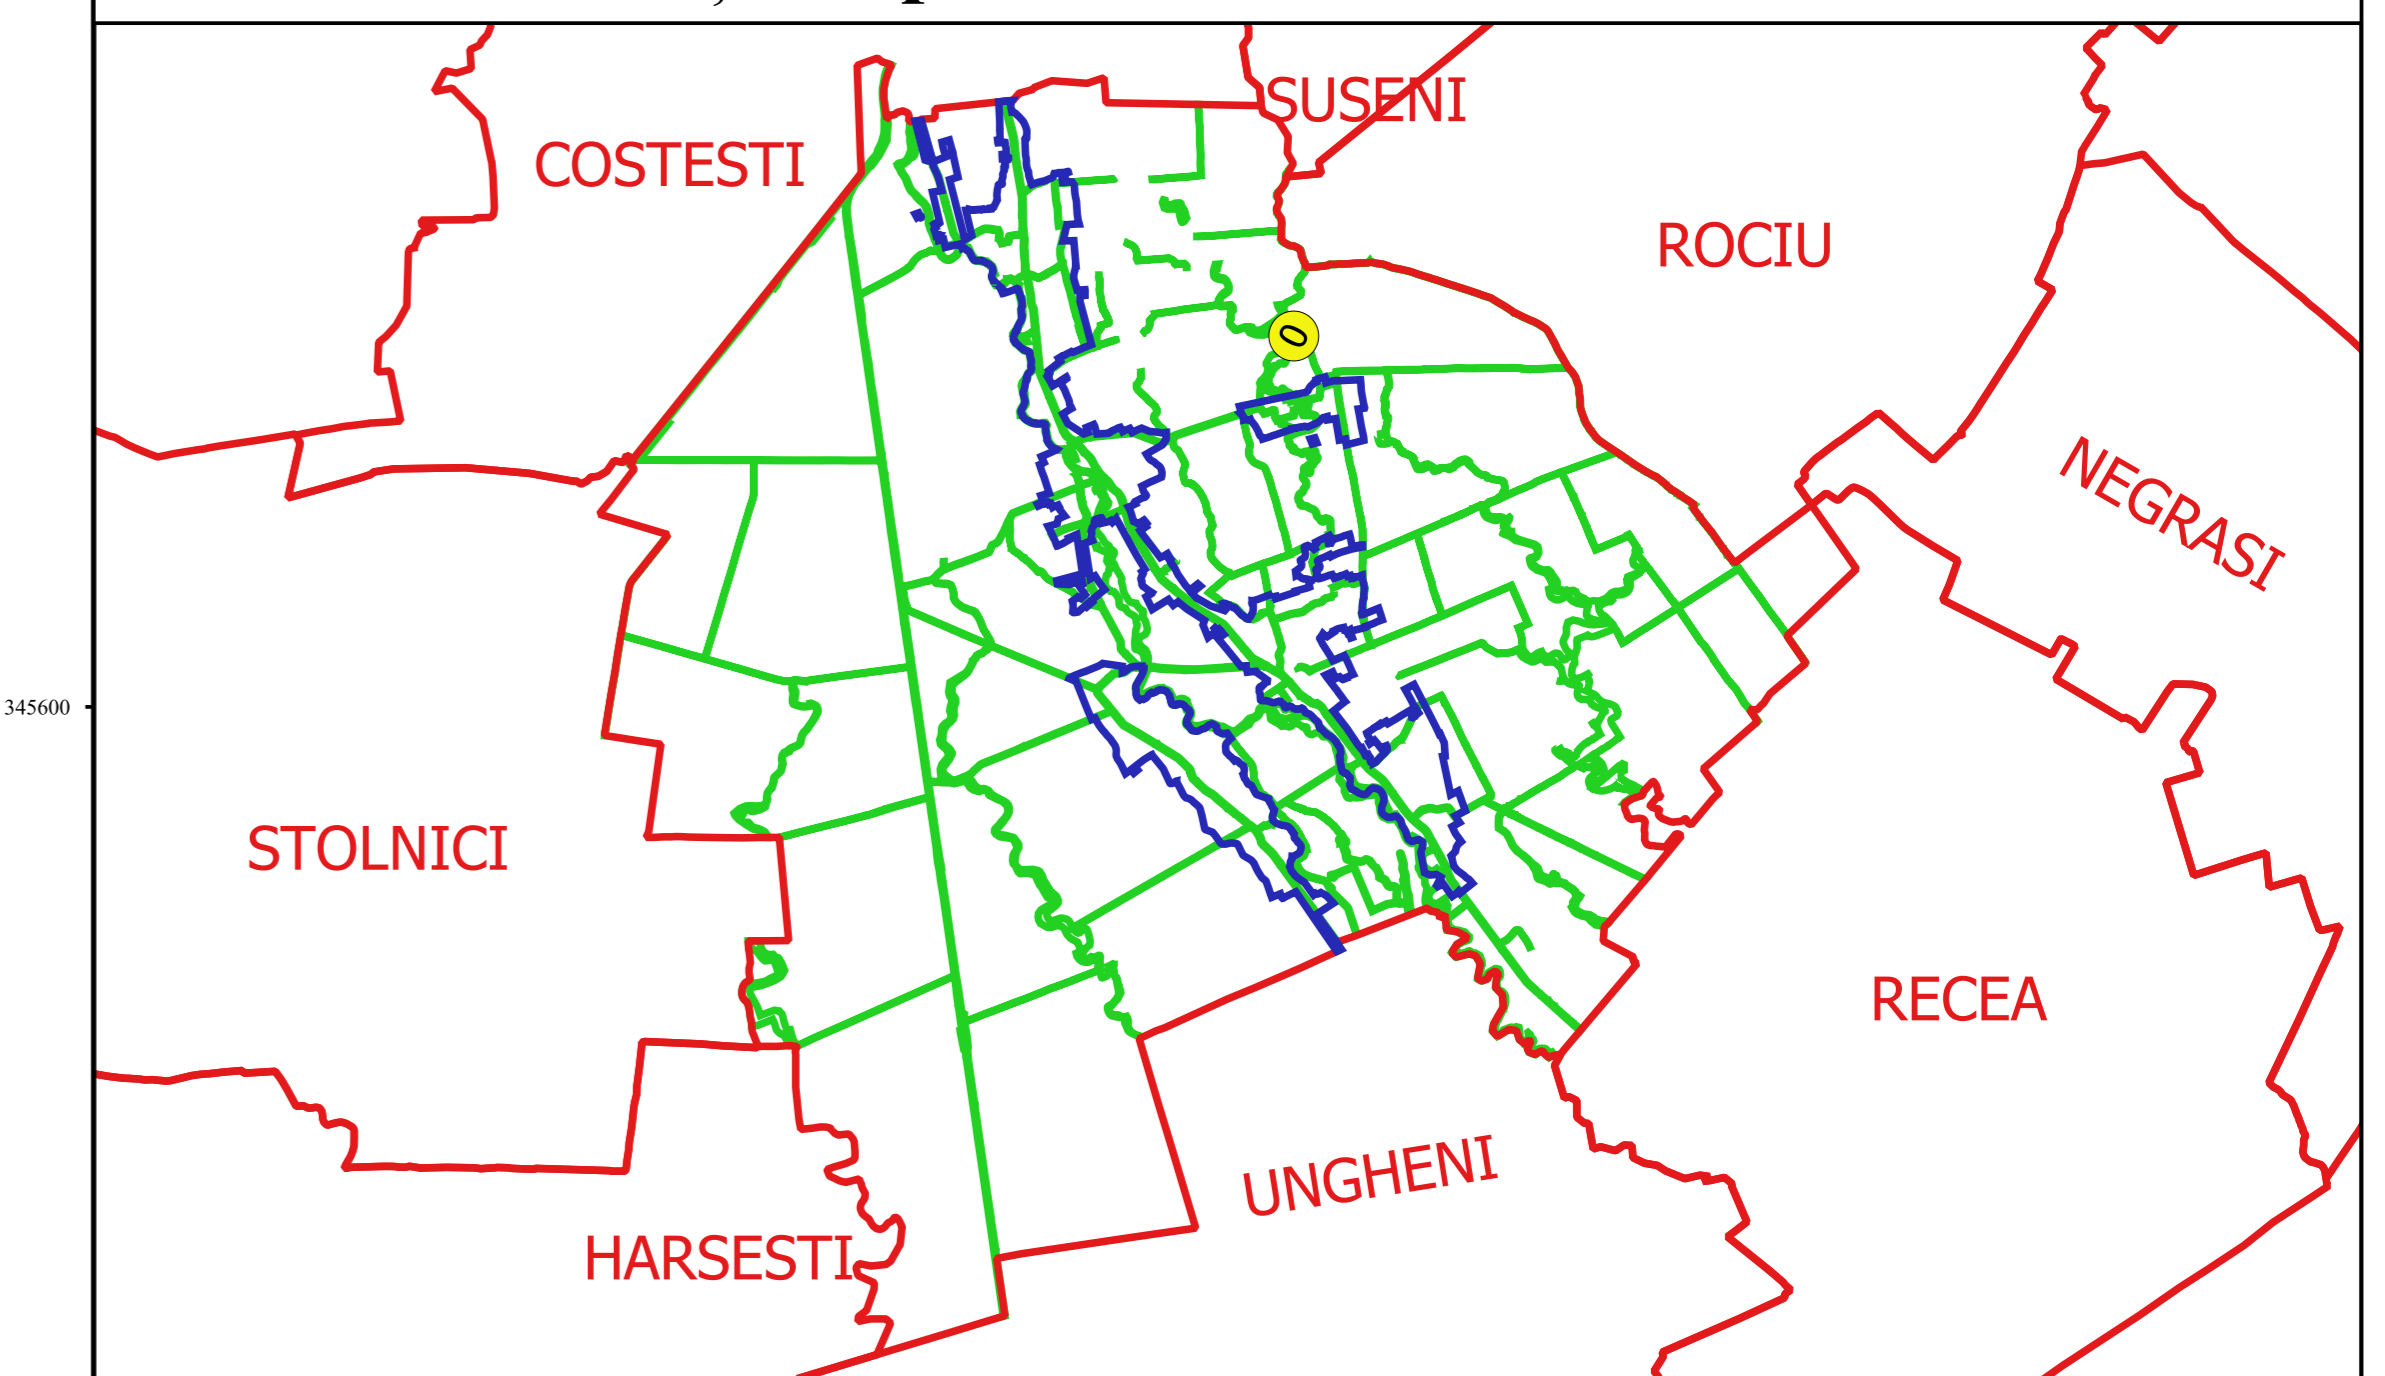 SUSENI
COSTESTI
ROCIU
0
NEGRASI
345600
STOLNICI
RECEA
UNGHENI
HARSESTI